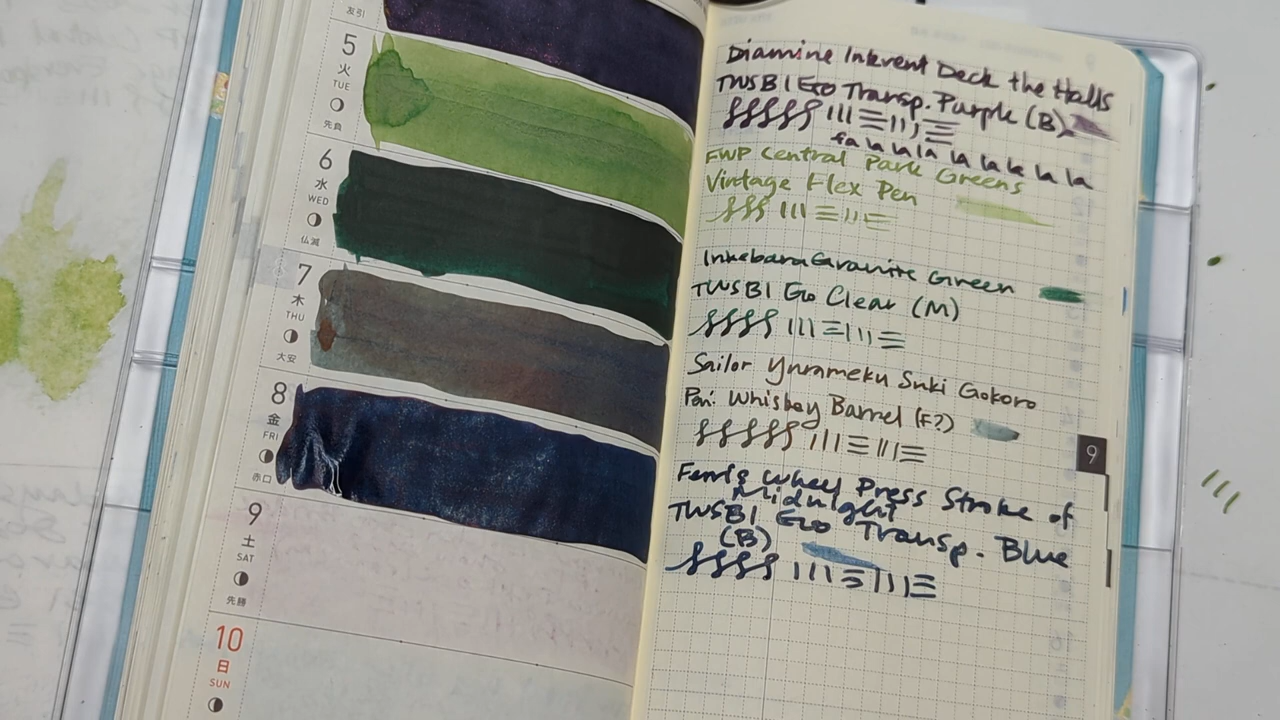 友引
5
火
TUE
先負
6
水
WED
仏滅
7
木
THU
大安
8
金
FRI
赤口
9
土
SAT
先勝
10
日
SUN
Diamine Inkvent Deck the Halls
TWSBI Eco Transp. Purple (B)
fa la la la la la la la la
FWP Central Park Greens
Vintage Flex Pen
Inkebara Granite Green
TWSBI Go Clear (M)
Sailor Yurameku Suki Gokoro
Pen: Whiskey Barrel (F?)
9
Ferris Wheel Press Stroke of
Midnight
TWSBI Eco Transp. Blue
(B)